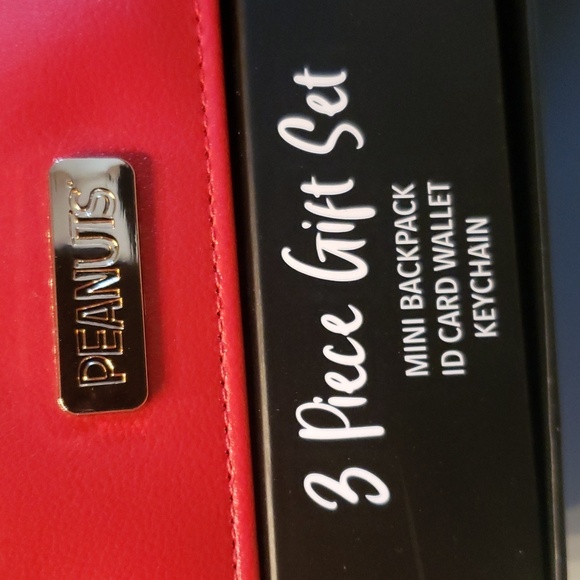 PEANUTS
3 Piece Gift Set
MINI BACKPACK
ID CARD WALLET
KEYCHAIN